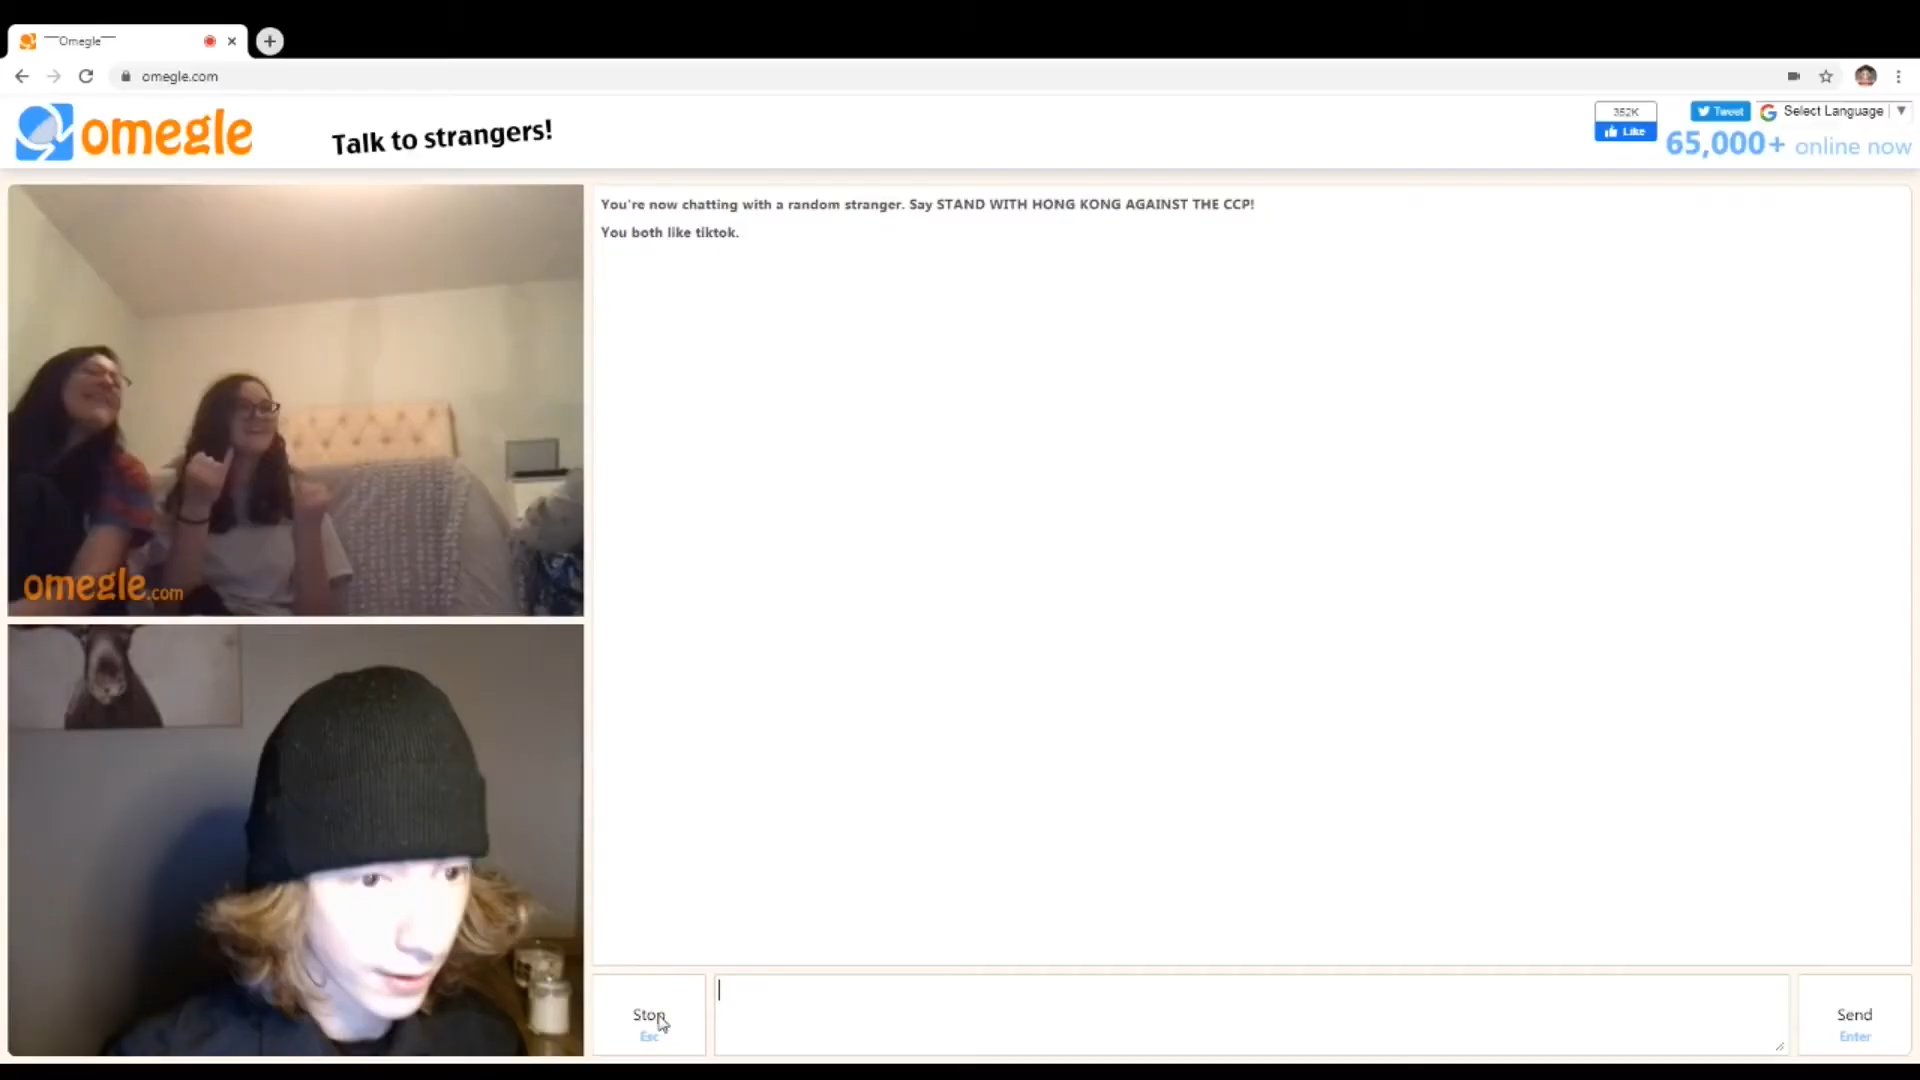 Omegle
omegle.com
omegle
Talk to strangers!
352K
Like
Tweet
Select Language
65,000+ online now
You're now chatting with a random stranger. Say STAND WITH HONG KONG AGAINST THE CCP!
You both like tiktok.
omegle.com
Stop
Esc
Send
Enter